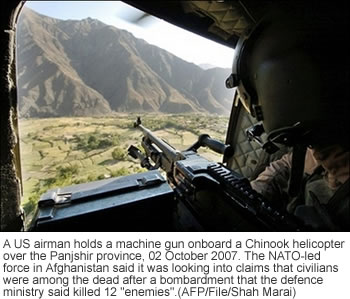 A US airman holds a machine gun onboard a Chinook helicopter
over the Panjshir province, 02 October 2007. The NATO-led
force in Afghanistan said it was looking into claims that civilians
were among the dead after a bombardment that the defence
ministry said killed 12 "enemies".(AFP/File/Shah Marai)